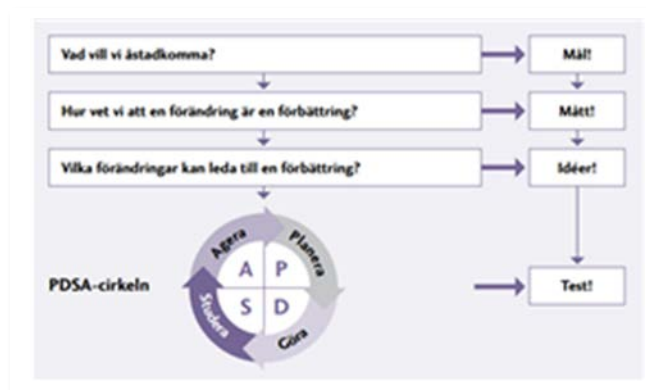 Vad vill vi åstadkomma?
Mål!
Hur vet vi att en förändring är en förbättring?
Mått!
Vilka förändringar kan leda till en förbättring?
Idéer!
Agera
Planera
A P
PDSA-cirkeln
S D
Studera
Göra
Test!